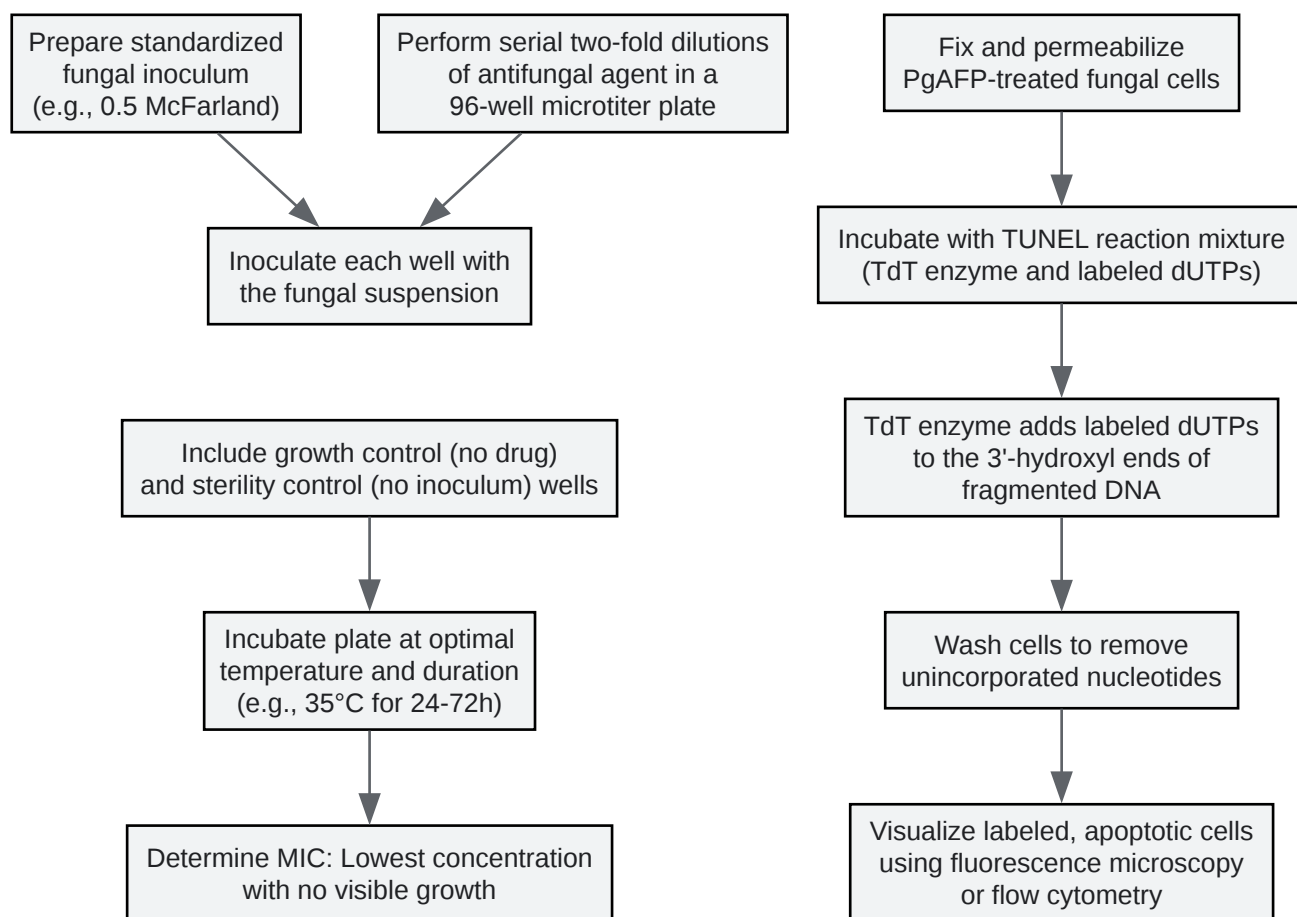 Prepare standardized
fungal inoculum
(e.g., 0.5 McFarland)
Perform serial two-fold dilutions
of antifungal agent in a
96-well microtiter plate
Inoculate each well with
the fungal suspension
Include growth control (no drug)
and sterility control (no inoculum) wells
Incubate plate at optimal
temperature and duration
(e.g., 35°C for 24-72h)
Determine MIC: Lowest concentration
with no visible growth
Fix and permeabilize
PgAFP-treated fungal cells
Incubate with TUNEL reaction mixture
(TdT enzyme and labeled dUTPs)
TdT enzyme adds labeled dUTPs
to the 3'-hydroxyl ends of
fragmented DNA
Wash cells to remove
unincorporated nucleotides
Visualize labeled, apoptotic cells
using fluorescence microscopy
or flow cytometry